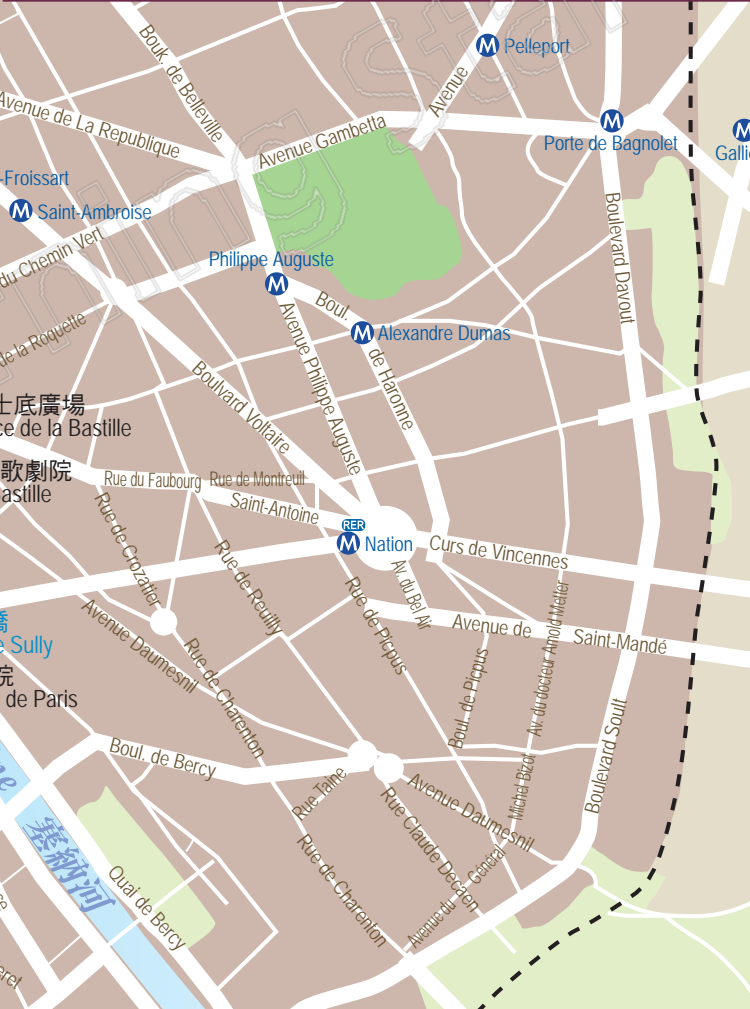 M Pelleport
Bouk. de Belleville
Avenue
Avenue de La Republique
Avenue Gambetta
M
Porte de Bagnolet
M
-Froissart
M Saint-Ambroise
du Chemin Vert
Philippe Auguste
M
Boulevard Davout
Boul.
M Alexandre Dumas
de Haronne
Avenue Philippe Auguste
de la Roquette
Boulvard Voltaire
士底廣場
ce de la Bastille
歌劇院
Bastille
Rue du Faubourg
Rue de Montreuil
Saint-Antoine
RER
M Nation
Curs de Vincennes
Rue de Crozatier
Rue de Reuilly
Rue de Picpus
Av. du Bel Air
Avenue de
Saint-Mandé
Av. du docteur Arnold Metter
Avenue Daumesnil
橋
Sully
院
de Paris
Rue de Charenton
Boul. de Picpus
Boul. de Bercy
Boulevard Soult
Michel Bizot
Rue Taine
Avenue Daumesnil
Rue Claude Decaen
Général
Avenue du
Rue de Charenton
塞納河
Quai de Bercy